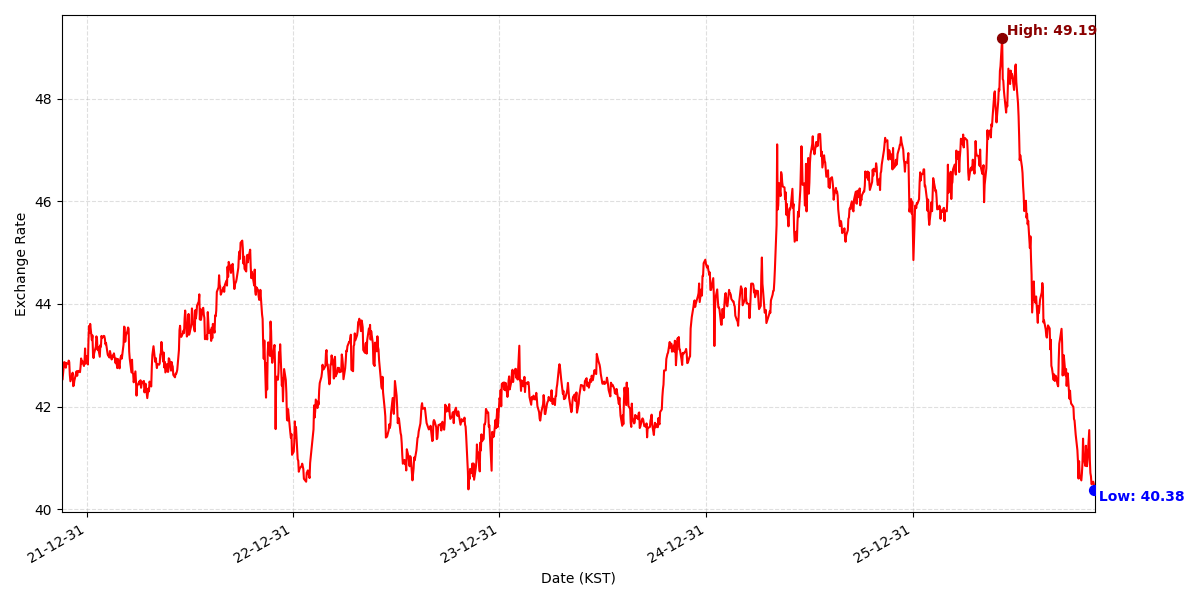 High: 49.19
48
46
44
42
40
Exchange Rate
Low: 40.38
21-12-31
22-12-31
23-12-31
24-12-31
25-12-31
Date (KST)